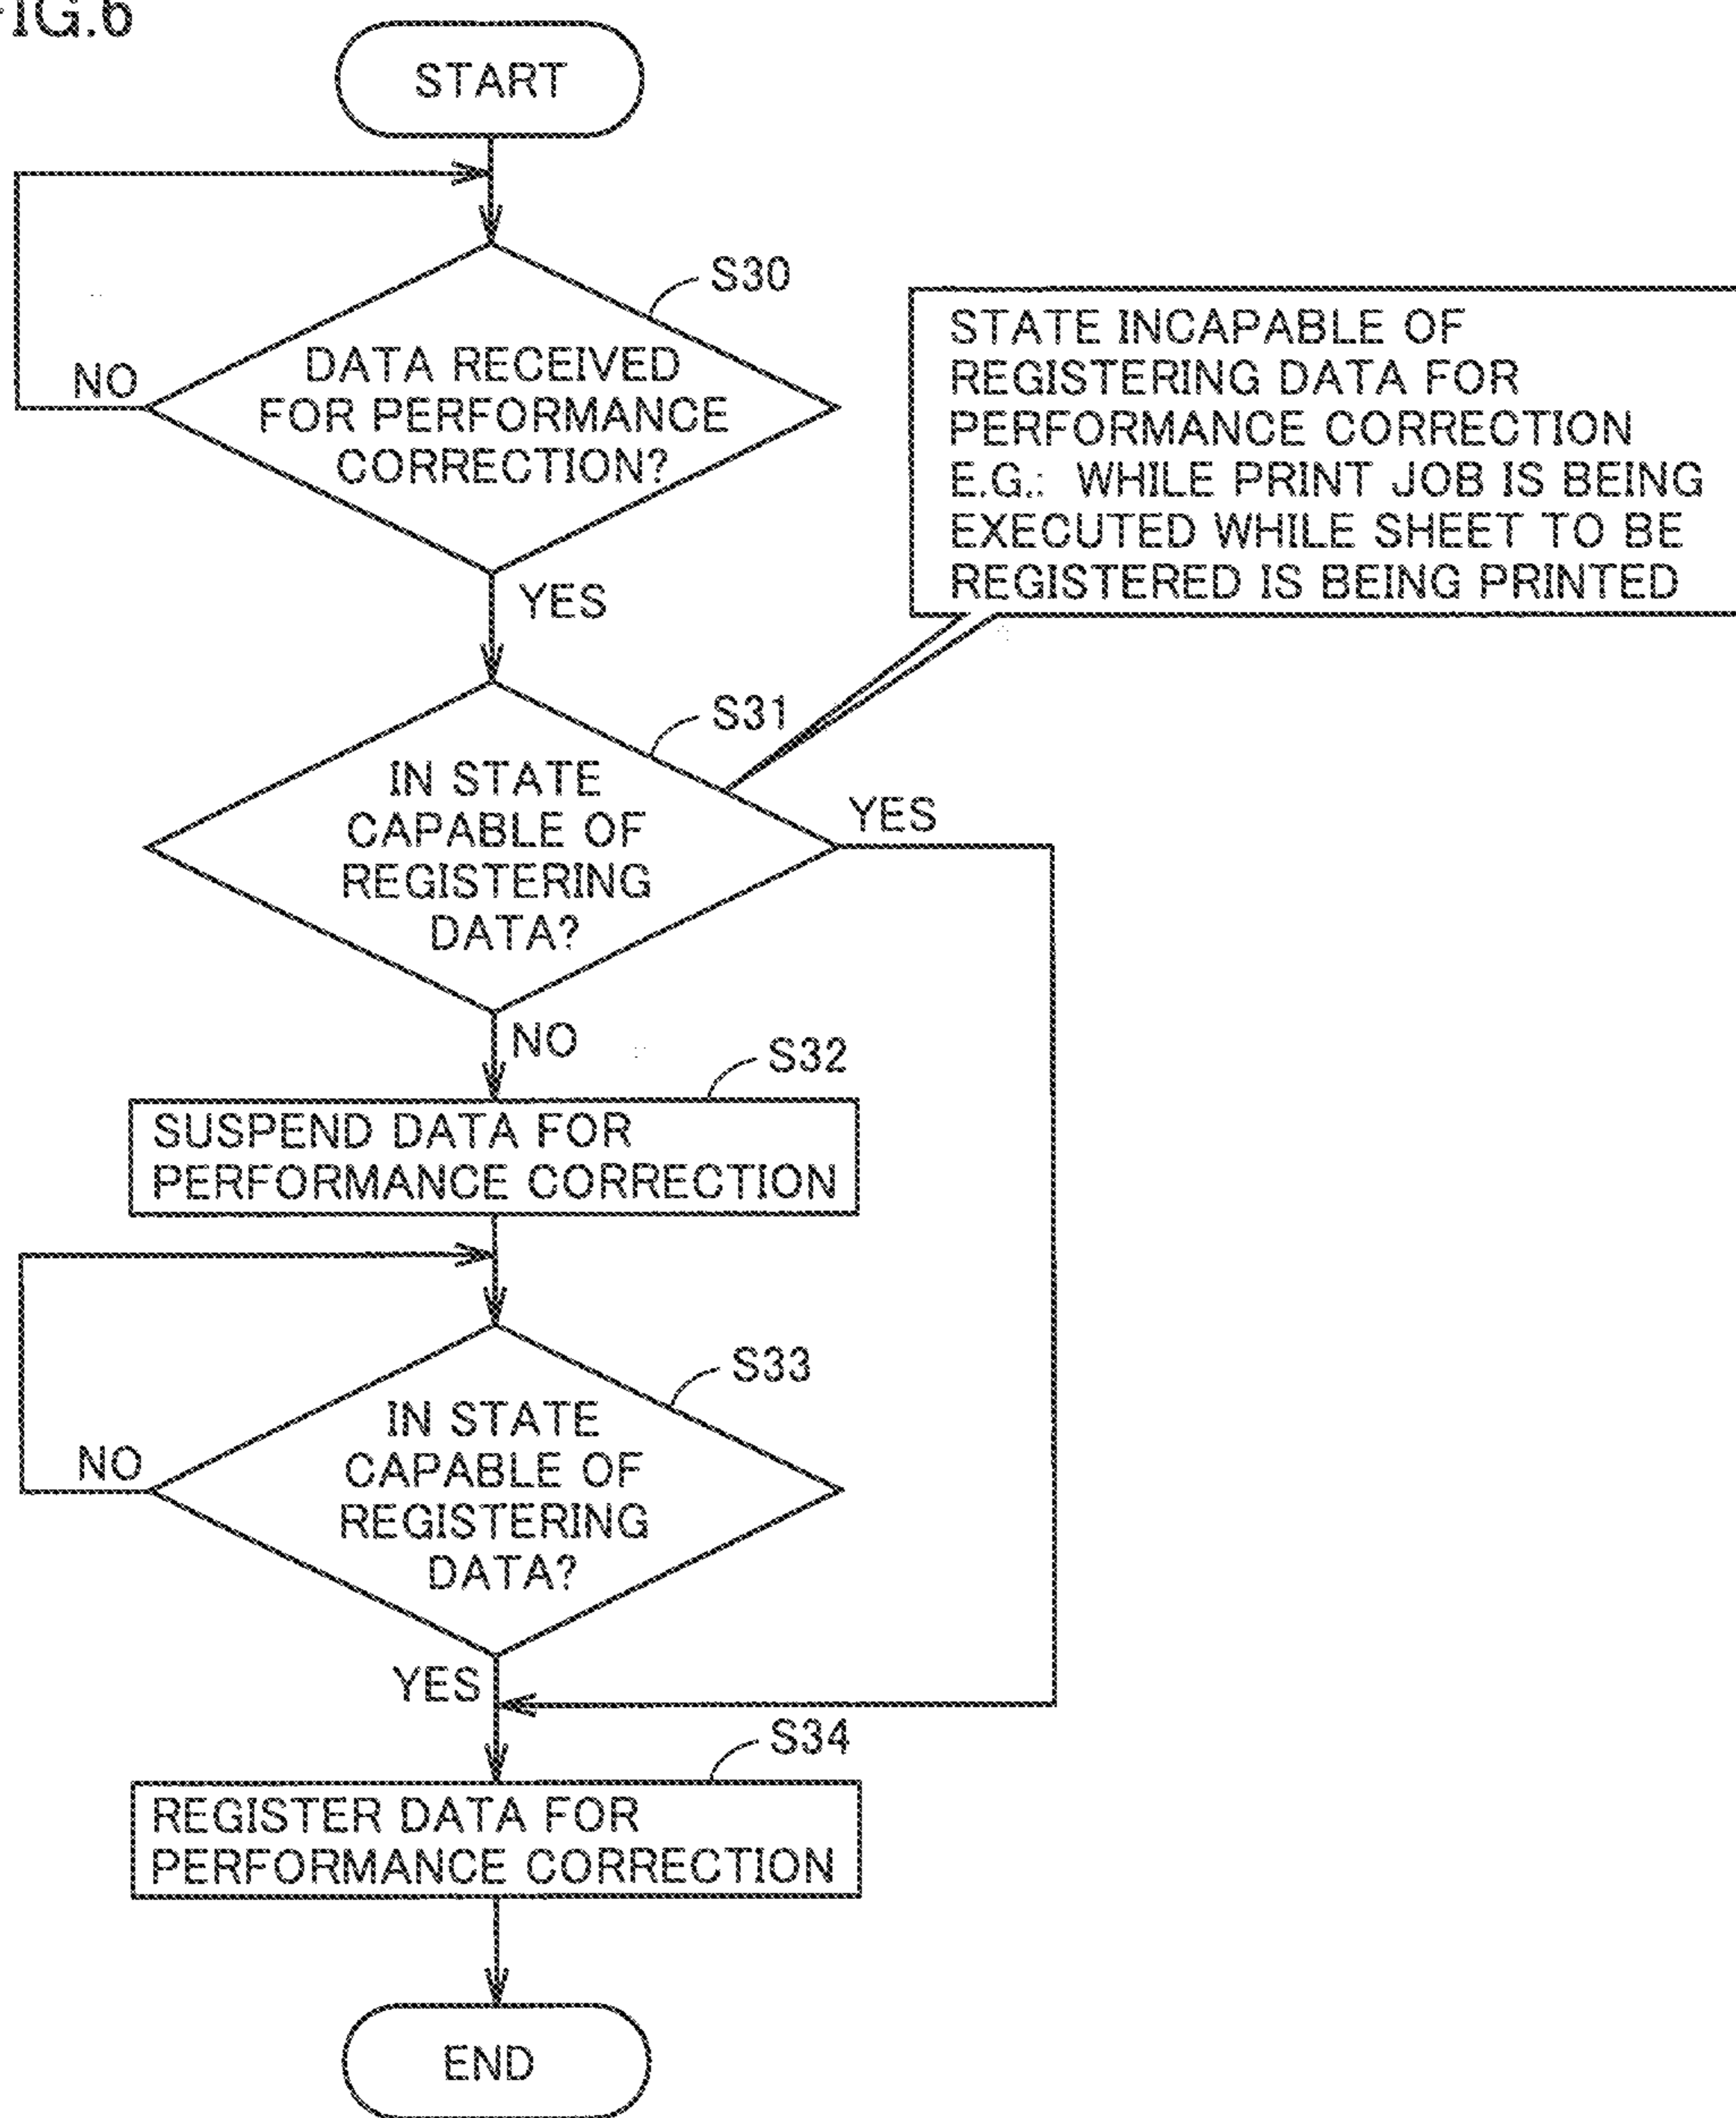 FIG.6
START
S30
DATA RECEIVED
FOR PERFORMANCE
CORRECTION?
NO
YES
STATE INCAPABLE OF
REGISTERING DATA FOR
PERFORMANCE CORRECTION
E.G.: WHILE PRINT JOB IS BEING
EXECUTED WHILE SHEET TO BE
REGISTERED IS BEING PRINTED
S31
IN STATE
CAPABLE OF
REGISTERING
DATA?
YES
NO
S32
SUSPEND DATA FOR
PERFORMANCE CORRECTION
S33
IN STATE
CAPABLE OF
REGISTERING
DATA?
NO
YES
S34
REGISTER DATA FOR
PERFORMANCE CORRECTION
END